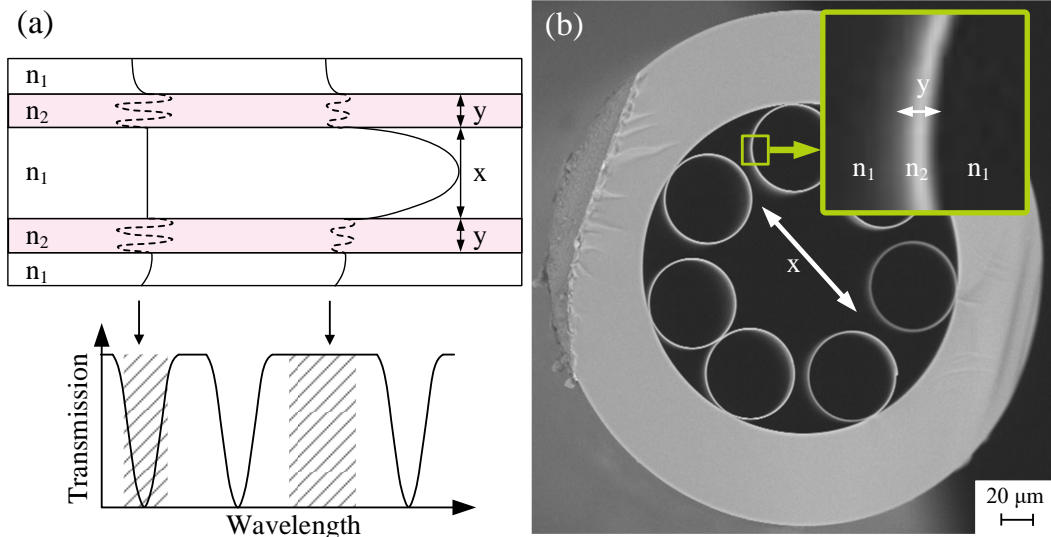 (a)
n₁
n₂
y
n₁
x
n₂
y
n₁
Transmission
Wavelength
(b)
y
n₁ n₂ n₁
x
20 μm